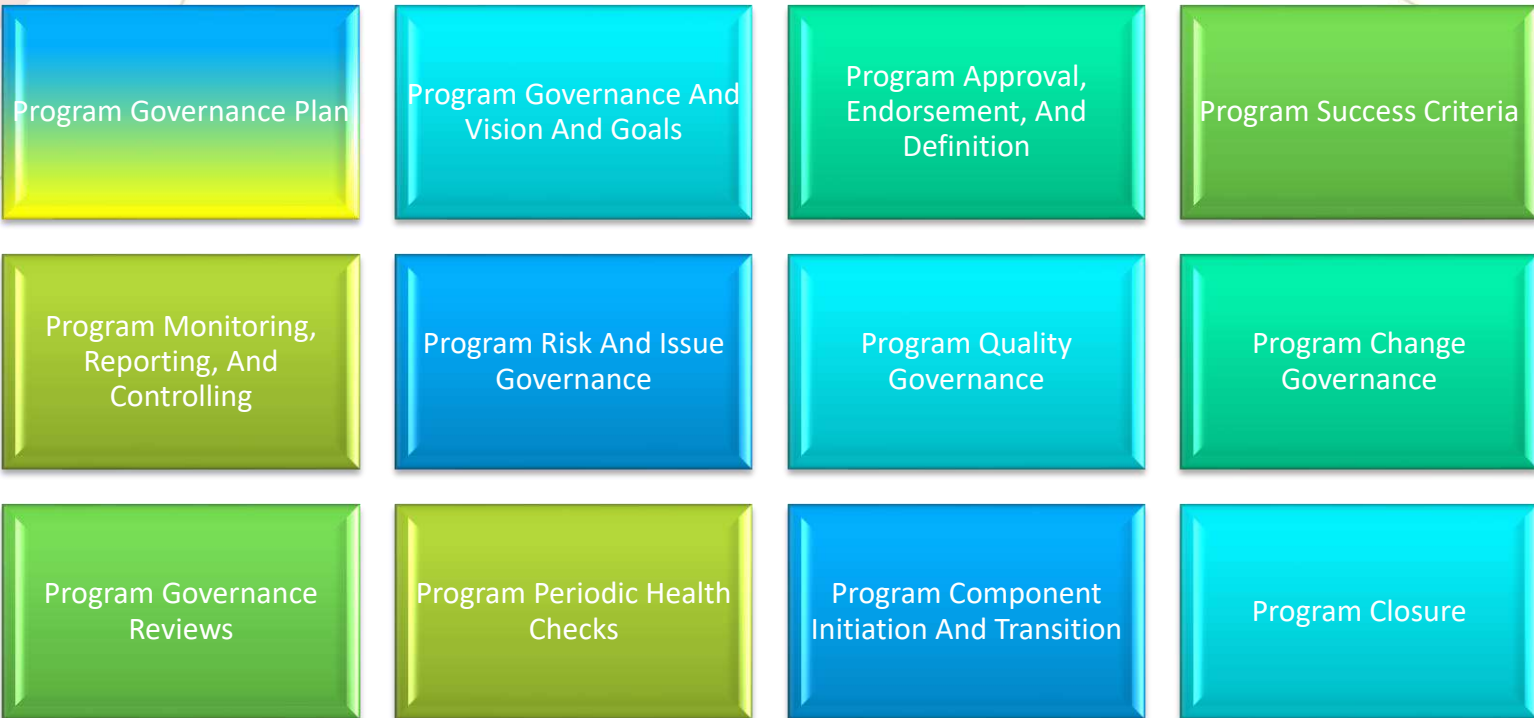 Program Governance Plan
Program Governance And
Vision And Goals
Program Approval,
Endorsement, And
Definition
Program Success Criteria
Program Monitoring,
Reporting, And
Controlling
Program Risk And Issue
Governance
Program Quality
Governance
Program Change
Governance
Program Governance
Reviews
Program Periodic Health
Checks
Program Component
Initiation And Transition
Program Closure